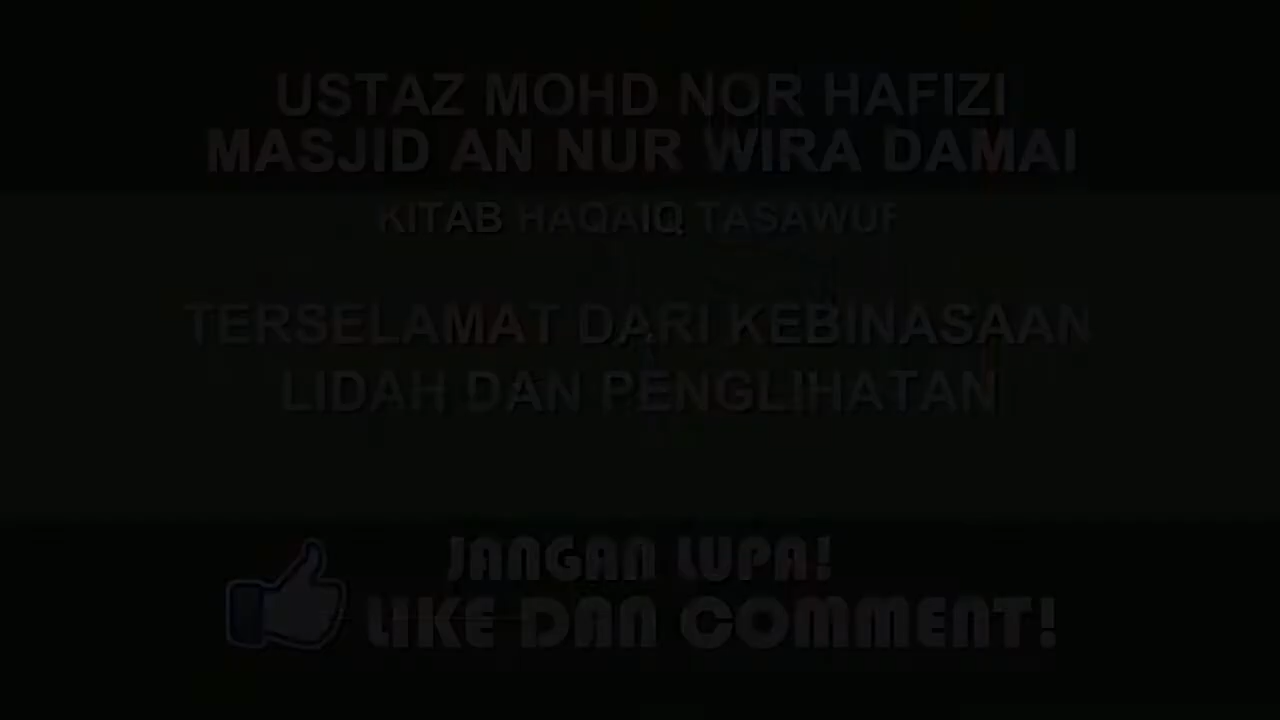 USTAZ MOHD NOR HAFIZI
MASJID AN NUR WIRA DAMAI
KITAB HAQAIQ TASAWUF
TERSELAMAT DARI KEBINASAAN
LIDAH DAN PENGLIHATAN
JANGAN LUPA!
LIKE DAN COMMENT!